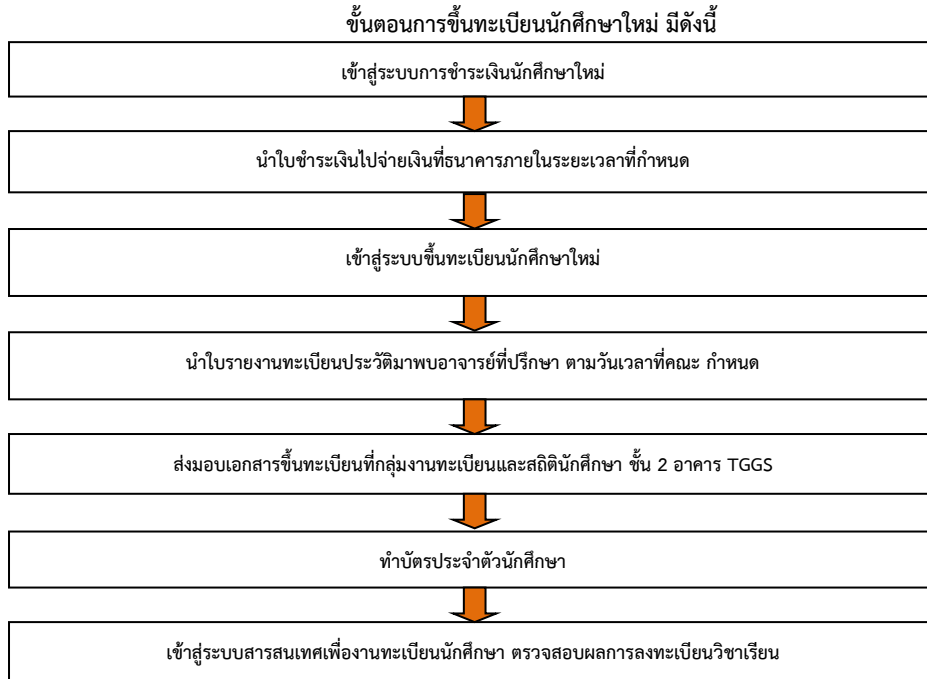 ขั้นตอนการขึ้นทะเบียนนักศึกษาใหม่ มีดังนี้
เข้าสู่ระบบการชำระเงินนักศึกษาใหม่
นำใบชำระเงินไปจ่ายเงินที่ธนาคารภายในระยะเวลาที่กำหนด
เข้าสู่ระบบขึ้นทะเบียนนักศึกษาใหม่
นำใบรายงานทะเบียนประวัติมาพบอาจารย์ที่ปรึกษา ตามวันเวลาที่คณะ กำหนด
ส่งมอบเอกสารขึ้นทะเบียนที่กลุ่มงานทะเบียนและสถิตินักศึกษา ชั้น 2 อาคาร TGGS
ทำบัตรประจำตัวนักศึกษา
เข้าสู่ระบบสารสนเทศเพื่องานทะเบียนนักศึกษา ตรวจสอบผลการลงทะเบียนวิชาเรียน